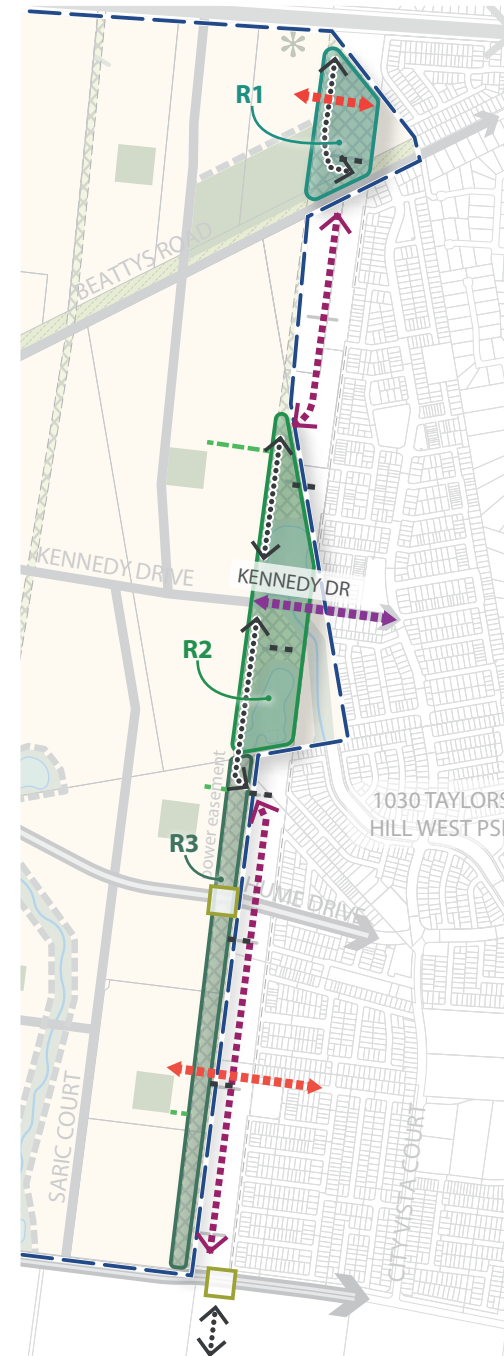 R1
BEATTYS ROAD
KENNEDY DRIVE
KENNEDY DR
R2
power easement
1030 TAYLORS
HILL WEST PSP
R3
HUME DRIVE
SARIC COURT
CITY VISTA COURT